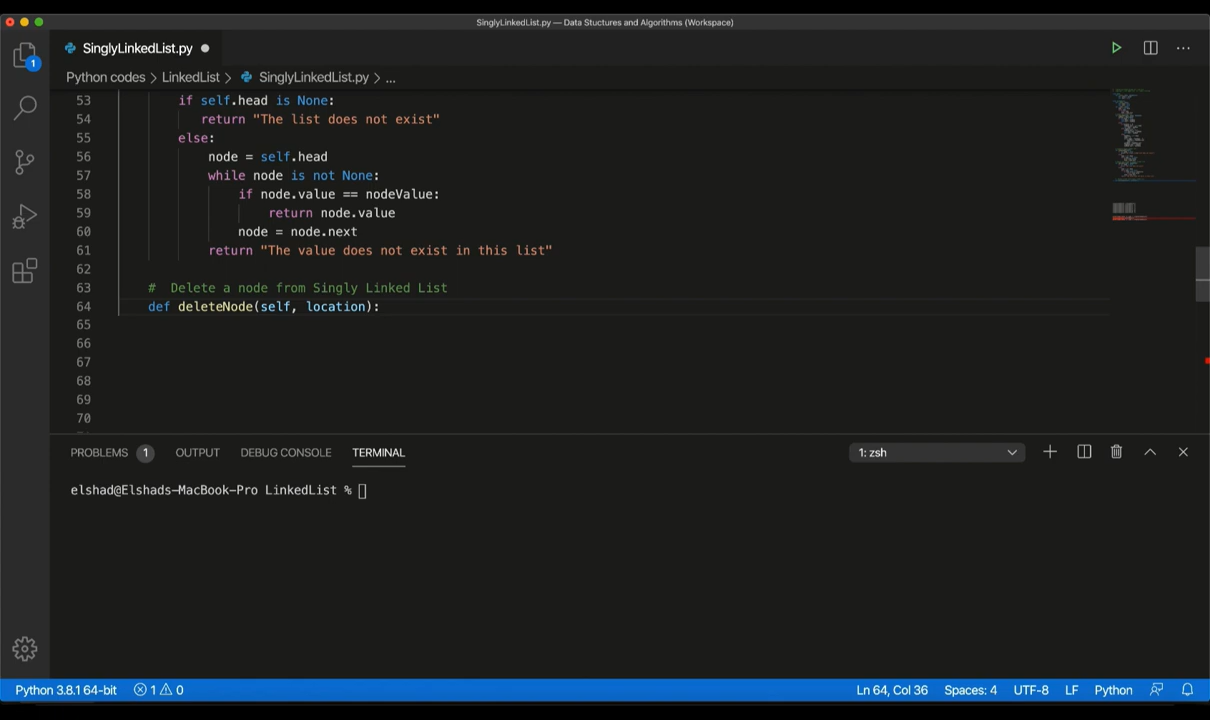 SinglyLinkedList.py — Data Stuctures and Algorithms (Workspace)
1
SinglyLinkedList.py
Python codes > LinkedList > SinglyLinkedList.py > ...
53 if self.head is None:
54 return "The list does not exist"
55 else:
56 node = self.head
57 while node is not None:
58 if node.value == nodeValue:
59 return node.value
60 node = node.next
61 return "The value does not exist in this list"
62
63 #  Delete a node from Singly Linked List
64 def deleteNode(self, location):
65
66
67
68
69
70
PROBLEMS 1 OUTPUT DEBUG CONSOLE TERMINAL 1: zsh
elshad@Elshads-MacBook-Pro LinkedList %
Python 3.8.1 64-bit 1 0 Ln 64, Col 36 Spaces: 4 UTF-8 LF Python